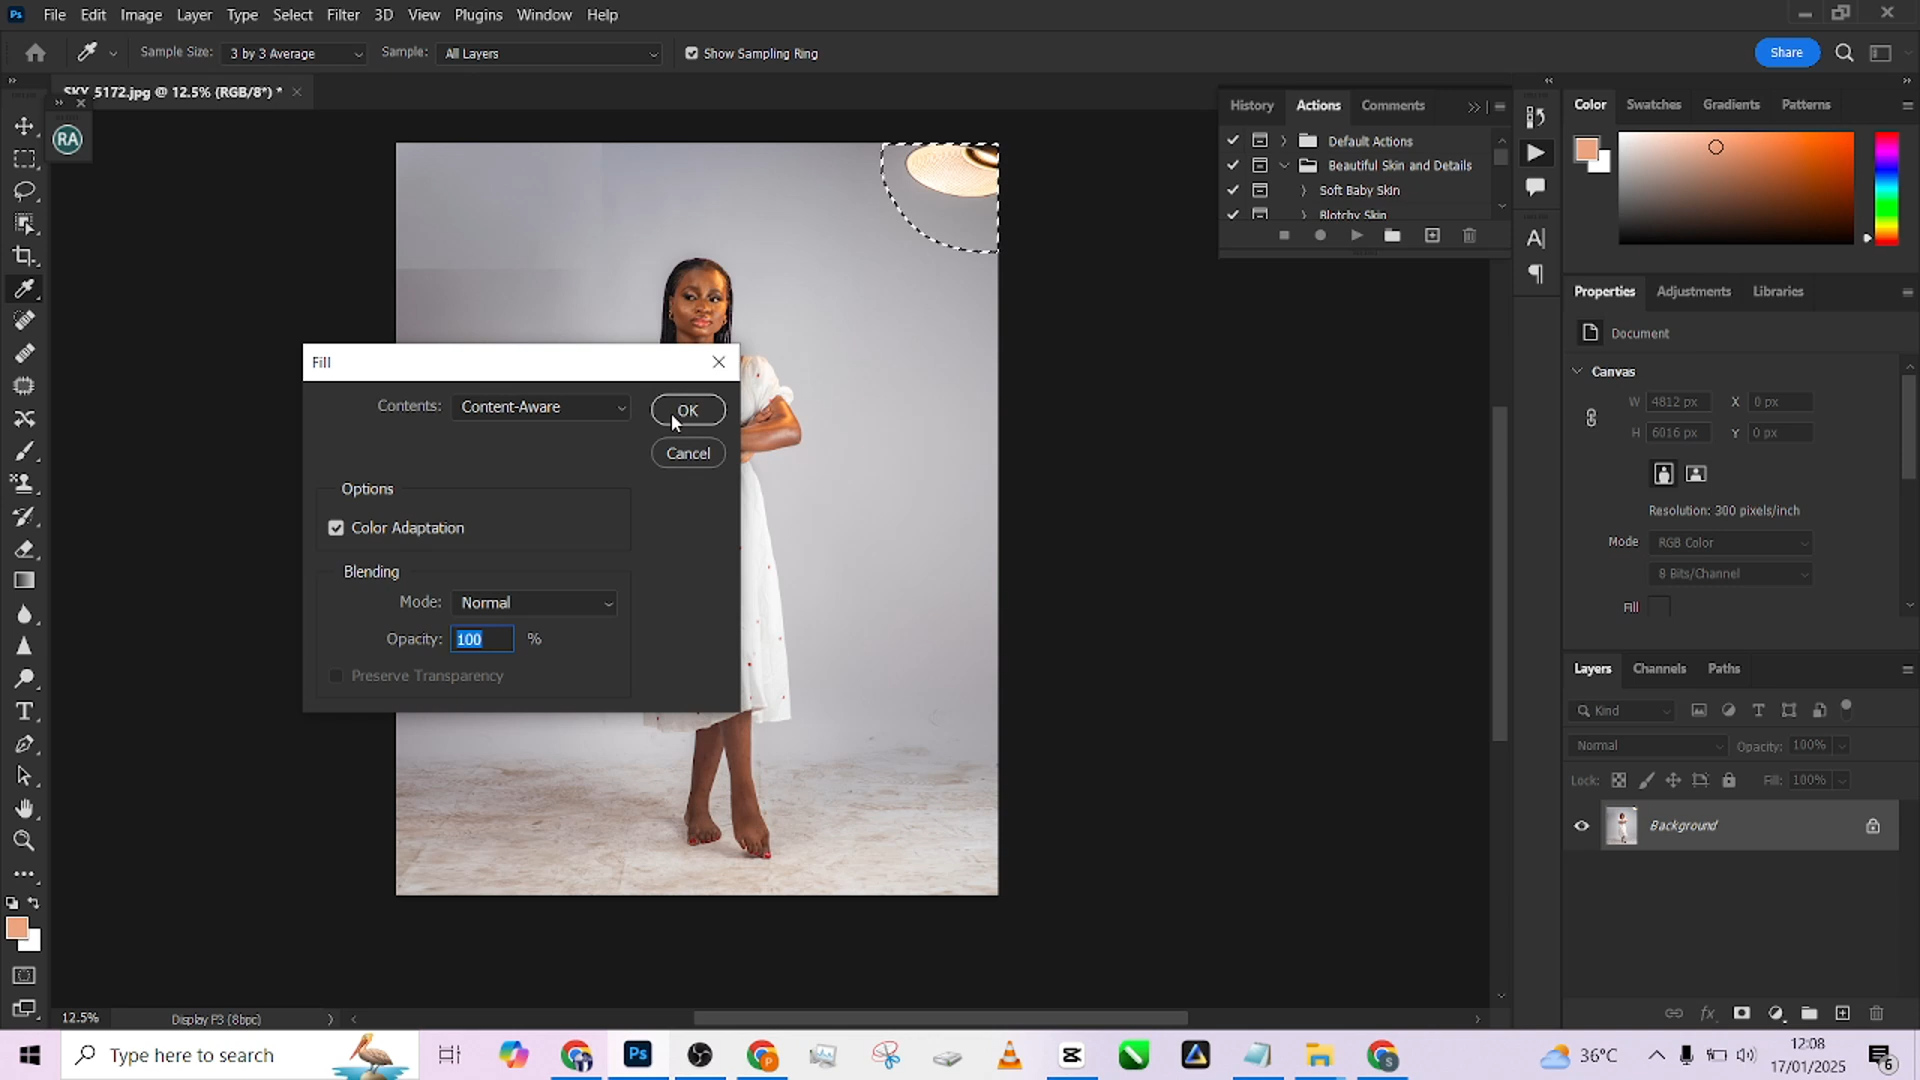 Ps File Edit Image Layer Type Select Filter 3D View Plugins Window Help
Sample Size: 3 by 3 Average Sample: All Layers Show Sampling Ring Share
SKY_5172.jpg @ 12.5% (RGB/8*) *
RA
History Actions Comments
Default Actions
Beautiful Skin and Details
Soft Baby Skin
Blotchy Skin
Color Swatches Gradients Patterns
Properties Adjustments Libraries
Document
Canvas
W 4812 px X 0 px
H 6016 px Y 0 px
Resolution: 300 pixels/inch
Mode RGB Color
8 Bits/Channel
Fill
Fill
Contents: Content-Aware OK
Cancel
Options
Color Adaptation
Blending
Mode: Normal
Opacity: 100 %
Preserve Transparency
Layers Channels Paths
Kind
Normal Opacity: 100%
Lock: Fill: 100%
Background
fx
12.5% Display P3 (8bpc)
Type here to search
Ps
36°C
12:08
17/01/2025
6